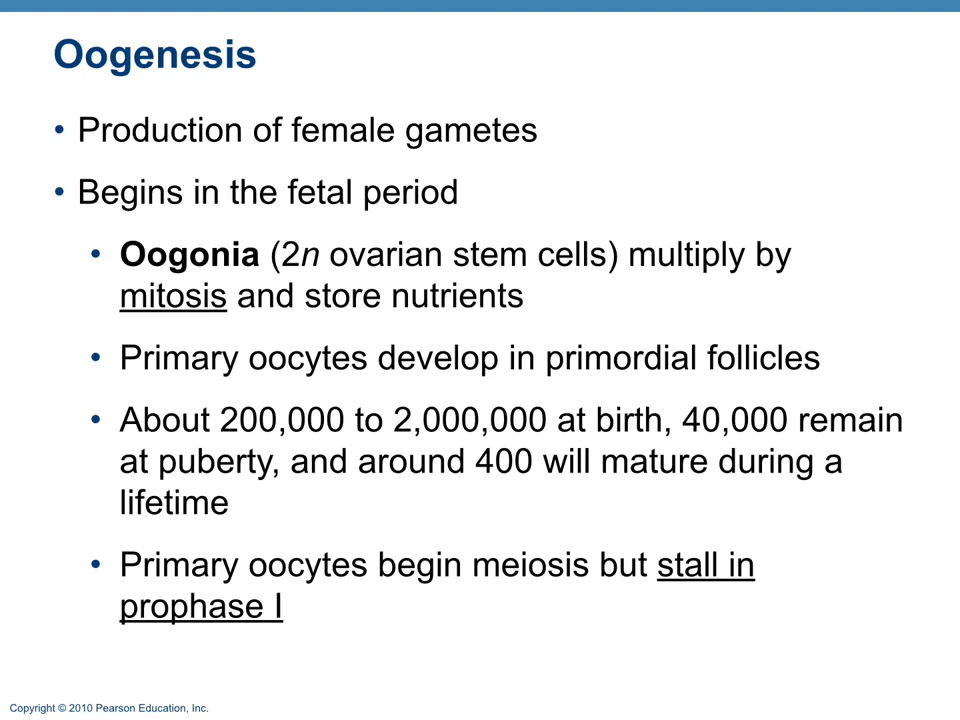 Oogenesis
• Production of female gametes
• Begins in the fetal period
• Oogonia (2n ovarian stem cells) multiply by
mitosis and store nutrients
• Primary oocytes develop in primordial follicles
• About 200,000 to 2,000,000 at birth, 40,000 remain
at puberty, and around 400 will mature during a
lifetime
• Primary oocytes begin meiosis but stall in
prophase I
Copyright © 2010 Pearson Education, Inc.